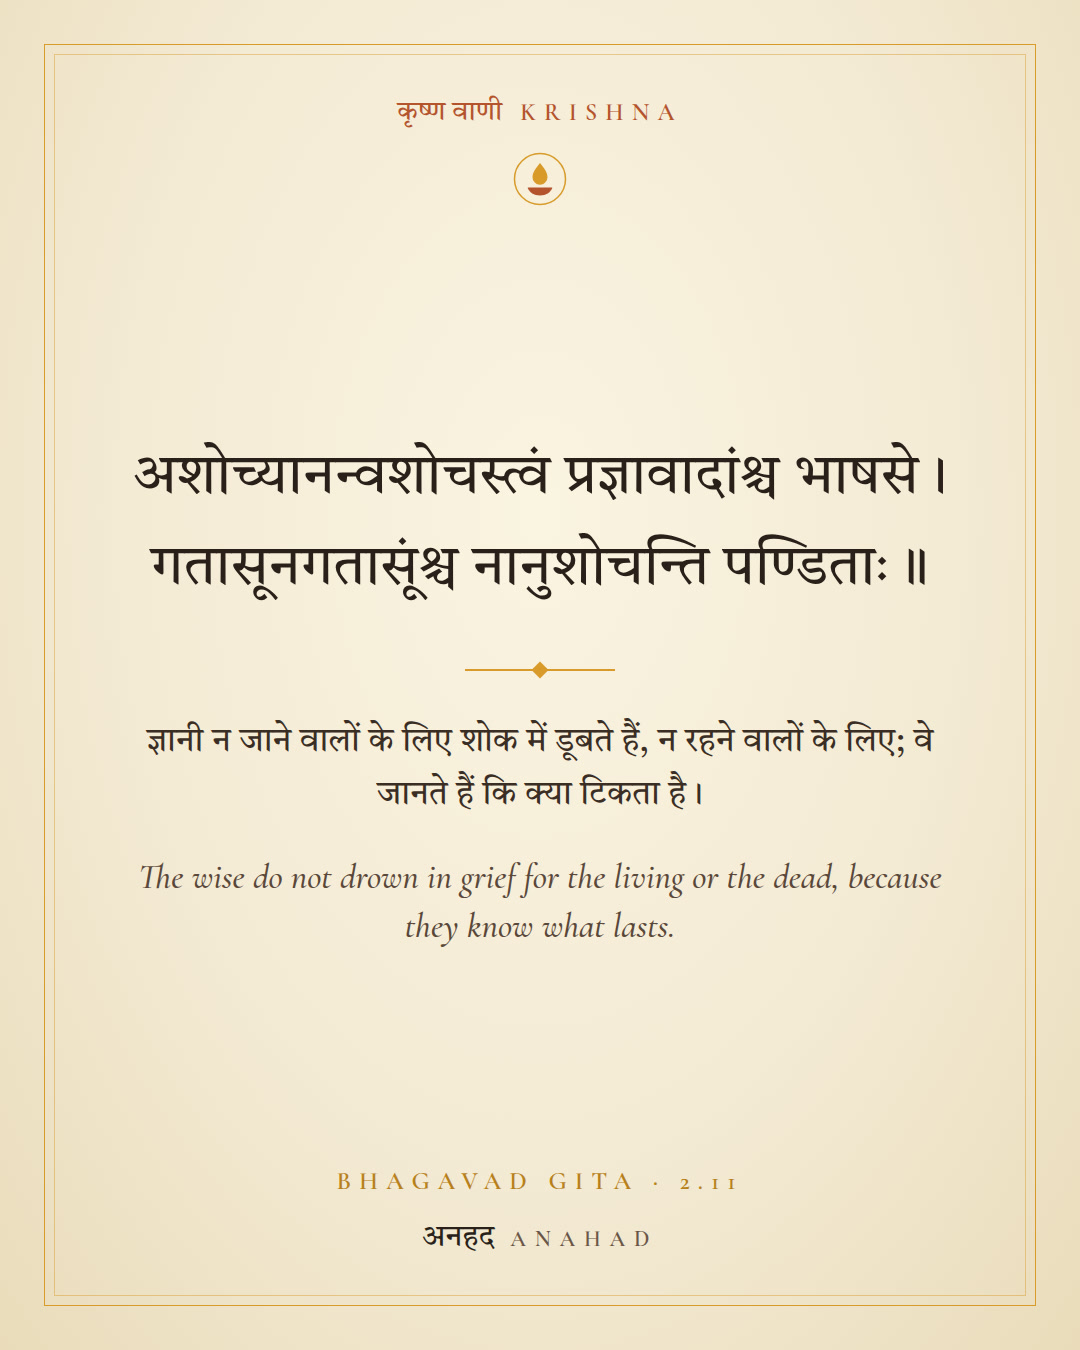 कृष्ण वाणी KRISHNA
अशोच्यानन्वशोचस्त्वं प्रज्ञावादांश्च भाषसे।
गतासूनगतासूंश्च नानुशोचन्ति पण्डिताः॥
ज्ञानी न जाने वालों के लिए शोक में डूबते हैं, न रहने वालों के लिए; वे
जानते हैं कि क्या टिकता है।
The wise do not drown in grief for the living or the dead, because
they know what lasts.
BHAGAVAD GITA · 2.11
अनहद ANAHAD